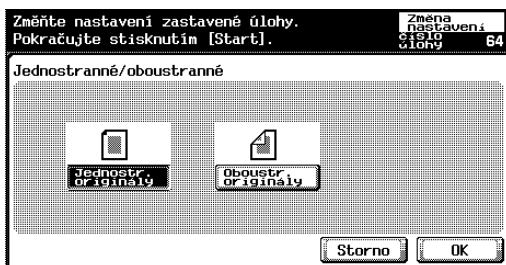 Změňte nastavení zastavené úlohy.
Pokračujte stisknutím [Start].
Změna
nastavení
číslo
úlohy 64
Jednostranné/oboustranné
Jednostr.
originály
Oboustr.
originály
Storno
OK